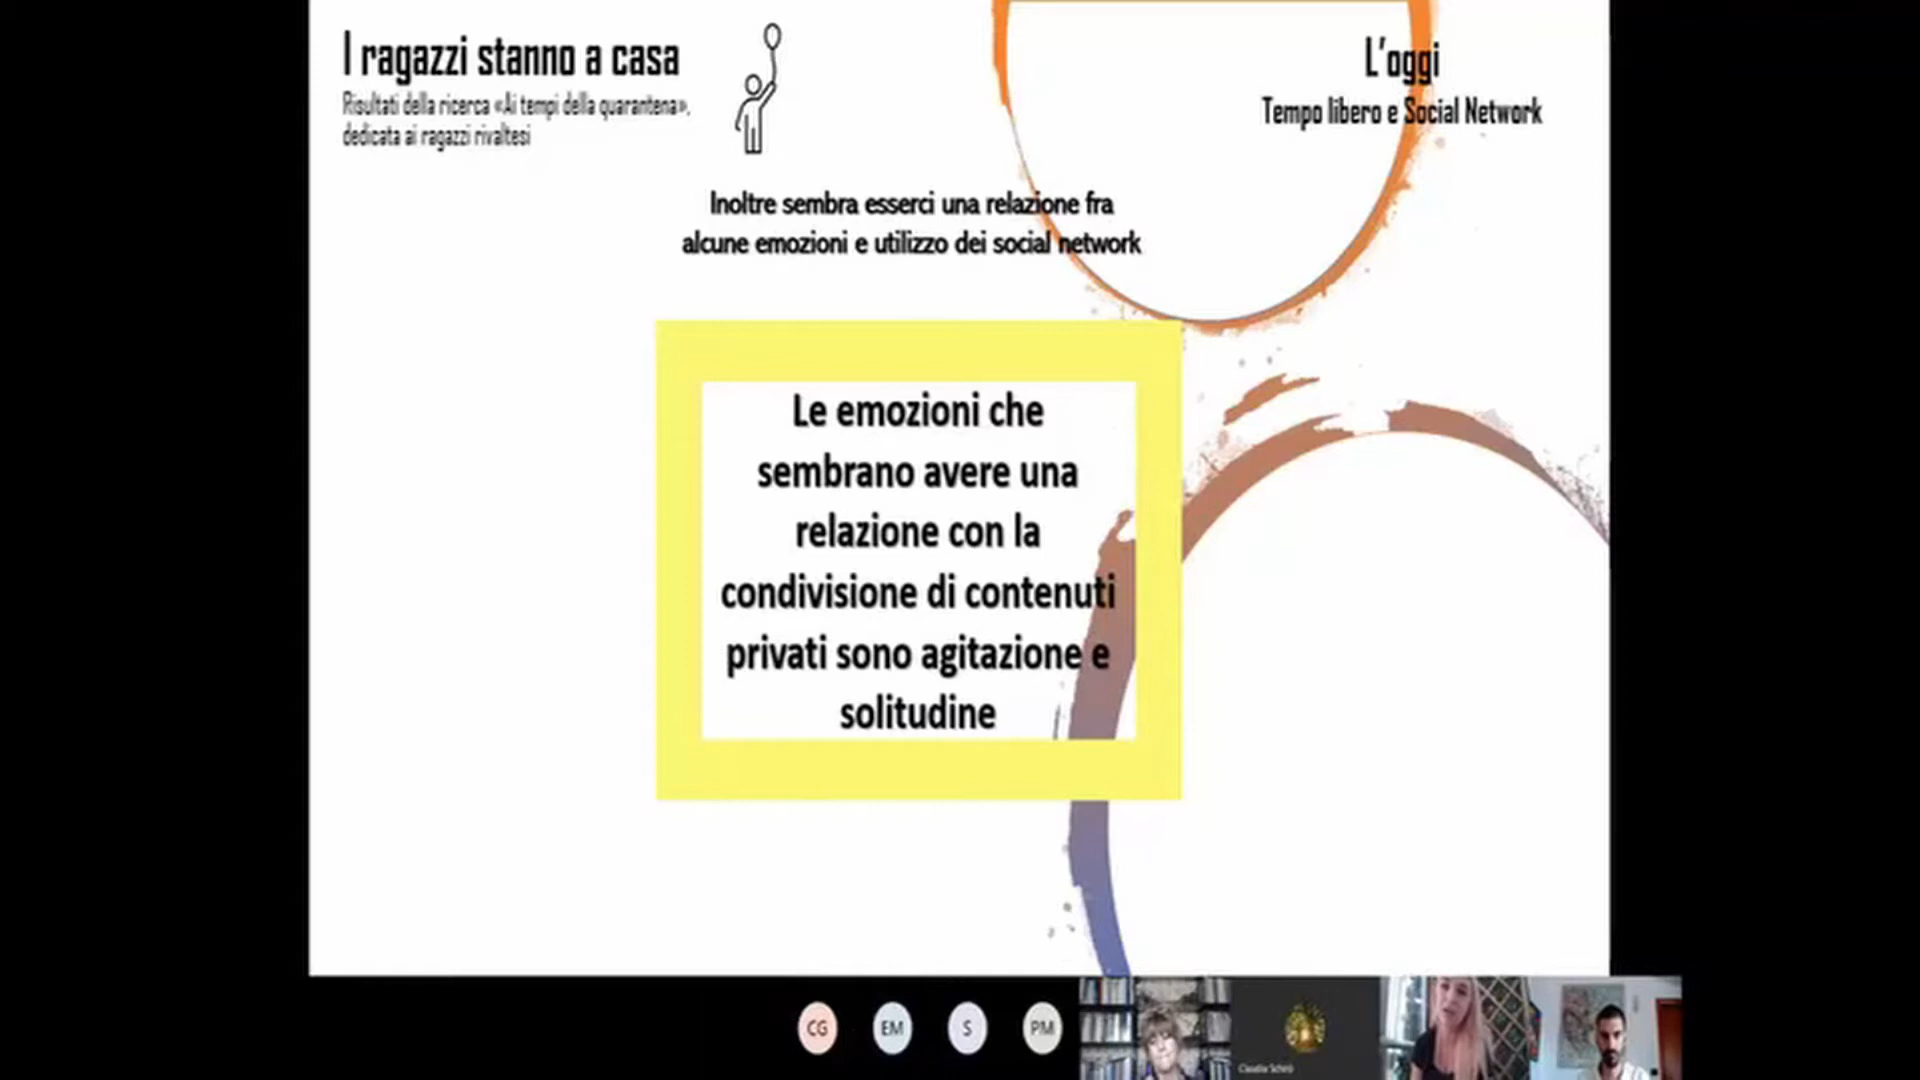 I ragazzi stanno a casa
Risultati della ricerca «Ai tempi della quarantena»,
dedicata ai ragazzi rivaltesi
L'oggi
Tempo libero e Social Network
Inoltre sembra esserci una relazione fra
alcune emozioni e utilizzo dei social network
Le emozioni che
sembrano avere una
relazione con la
condivisione di contenuti
privati sono agitazione e
solitudine
CG
EM
S
PM
Claudia Schirò